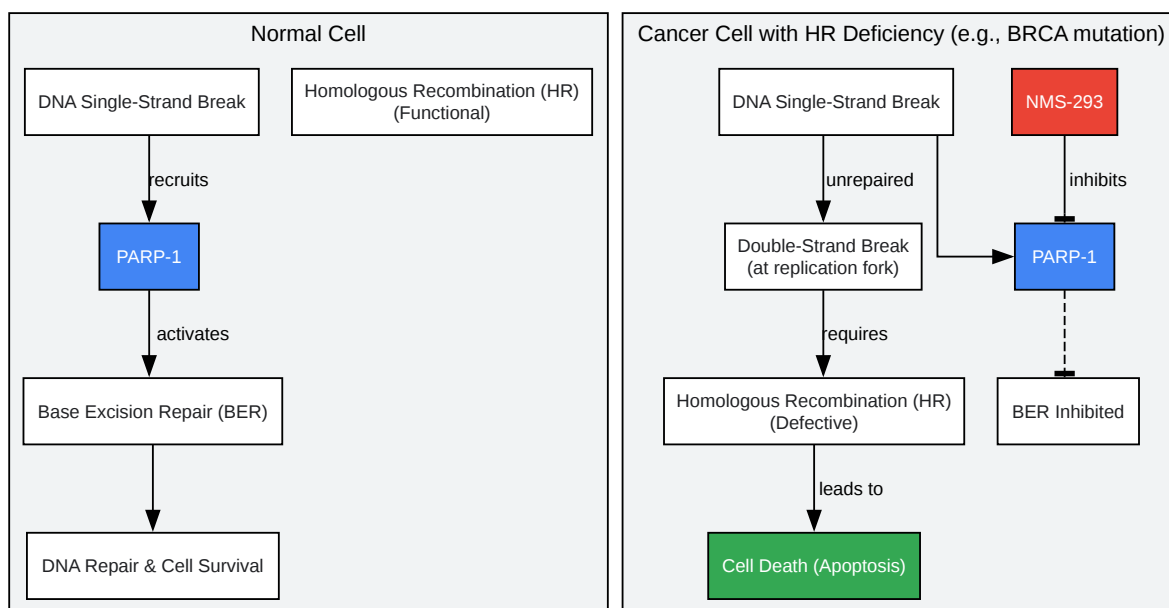 Normal Cell
DNA Single-Strand Break
Homologous Recombination (HR)
(Functional)
recruits
PARP-1
activates
Base Excision Repair (BER)
DNA Repair & Cell Survival
Cancer Cell with HR Deficiency (e.g., BRCA mutation)
DNA Single-Strand Break
NMS-293
unrepaired
inhibits
Double-Strand Break
(at replication fork)
PARP-1
requires
Homologous Recombination (HR)
(Defective)
BER Inhibited
leads to
Cell Death (Apoptosis)